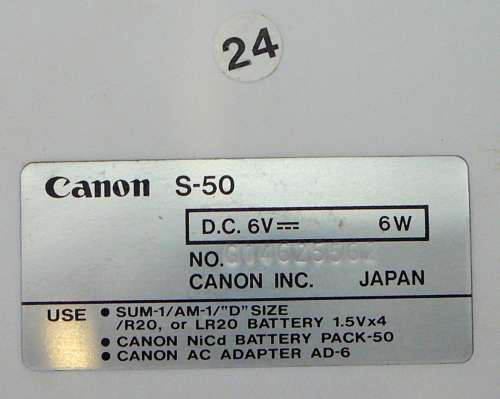 24
Canon S-50
D.C. 6V⎓ 6W
NO.
CANON INC. JAPAN
USE • SUM-1/AM-1/"D" SIZE
/R20, or LR20 BATTERY 1.5V×4
• CANON NiCd BATTERY PACK-50
• CANON AC ADAPTER AD-6